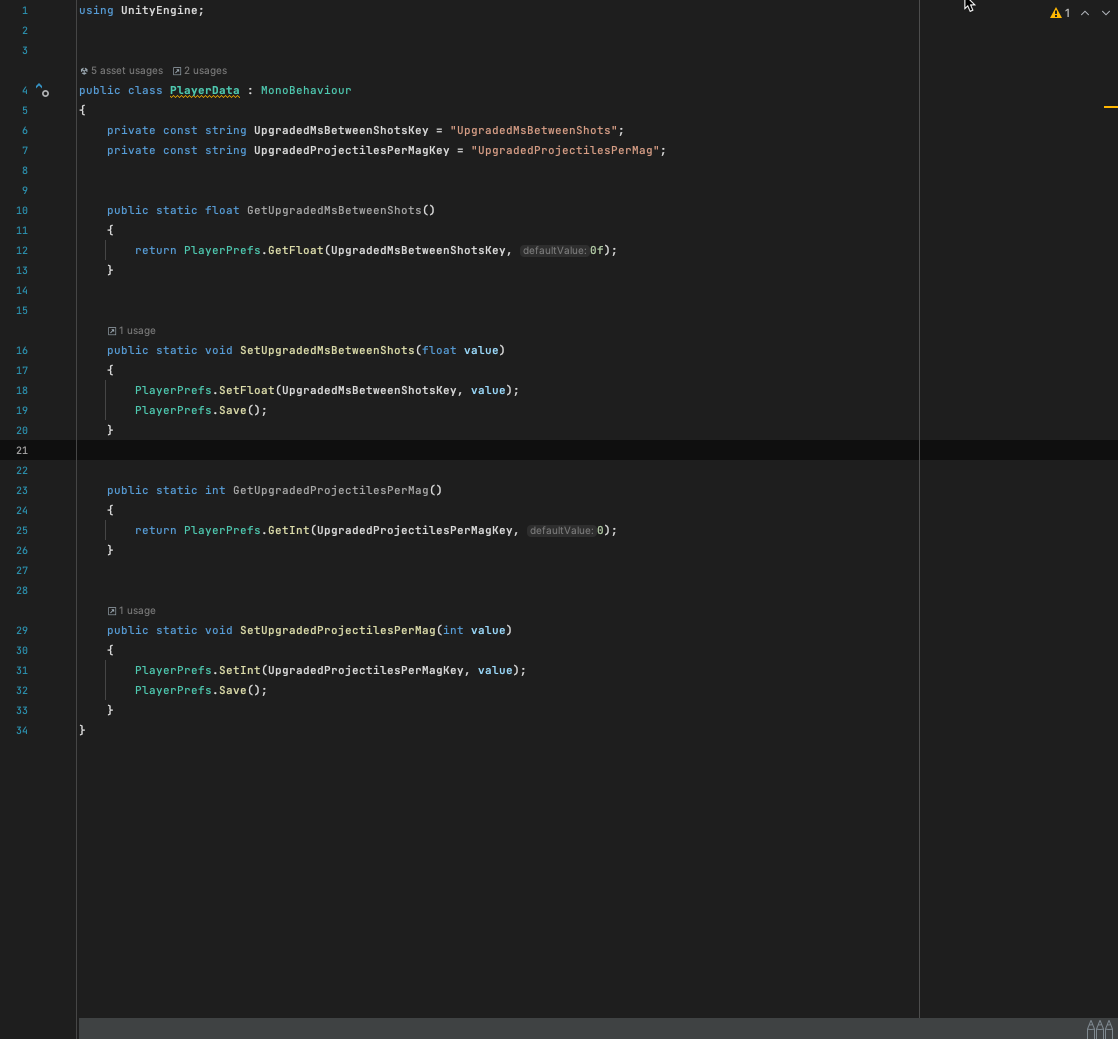 1 using UnityEngine;
2
3
5 asset usages 2 usages
4 public class PlayerData : MonoBehaviour
5 {
6 private const string UpgradedMsBetweenShotsKey = "UpgradedMsBetweenShots";
7 private const string UpgradedProjectilesPerMagKey = "UpgradedProjectilesPerMag";
8
9
10 public static float GetUpgradedMsBetweenShots()
11 {
12 return PlayerPrefs.GetFloat(UpgradedMsBetweenShotsKey, defaultValue: 0f);
13 }
14
15
1 usage
16 public static void SetUpgradedMsBetweenShots(float value)
17 {
18 PlayerPrefs.SetFloat(UpgradedMsBetweenShotsKey, value);
19 PlayerPrefs.Save();
20 }
21
22
23 public static int GetUpgradedProjectilesPerMag()
24 {
25 return PlayerPrefs.GetInt(UpgradedProjectilesPerMagKey, defaultValue: 0);
26 }
27
28
1 usage
29 public static void SetUpgradedProjectilesPerMag(int value)
30 {
31 PlayerPrefs.SetInt(UpgradedProjectilesPerMagKey, value);
32 PlayerPrefs.Save();
33 }
34 }
1